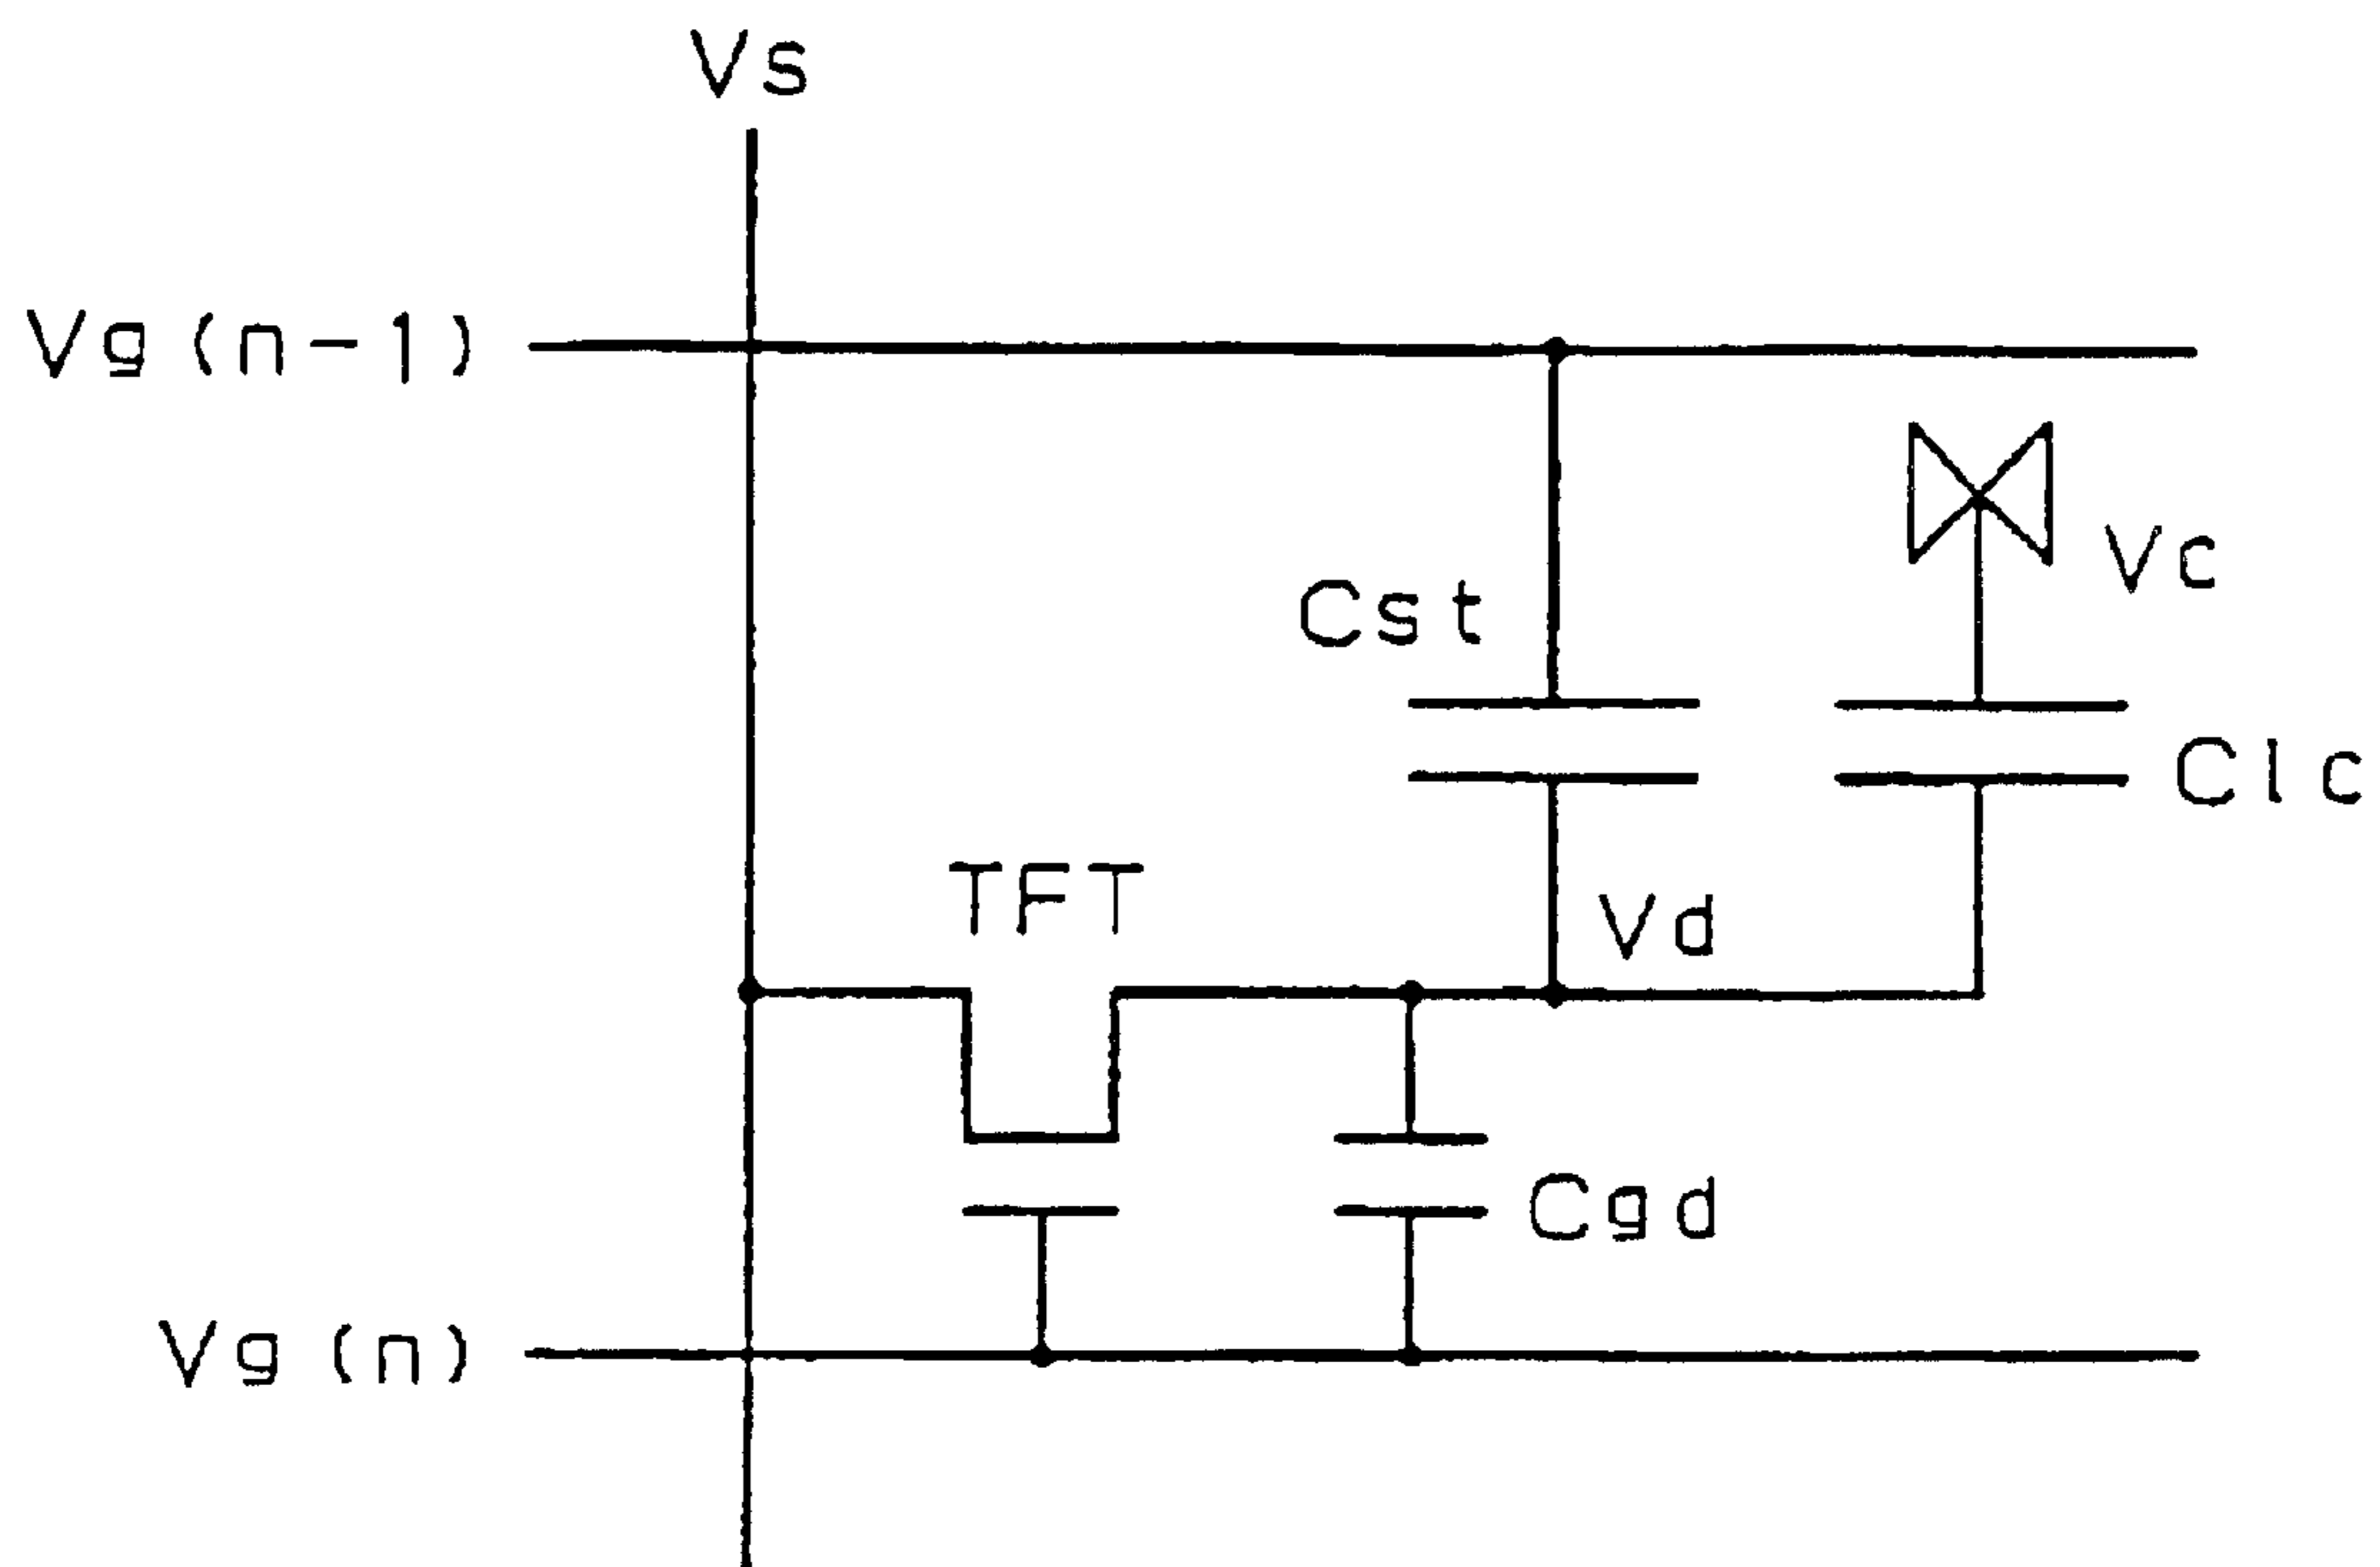 Vs
Vg(n-1)
Vc
Cst
Clc
TFT
Vd
Cgd
Vg(n)